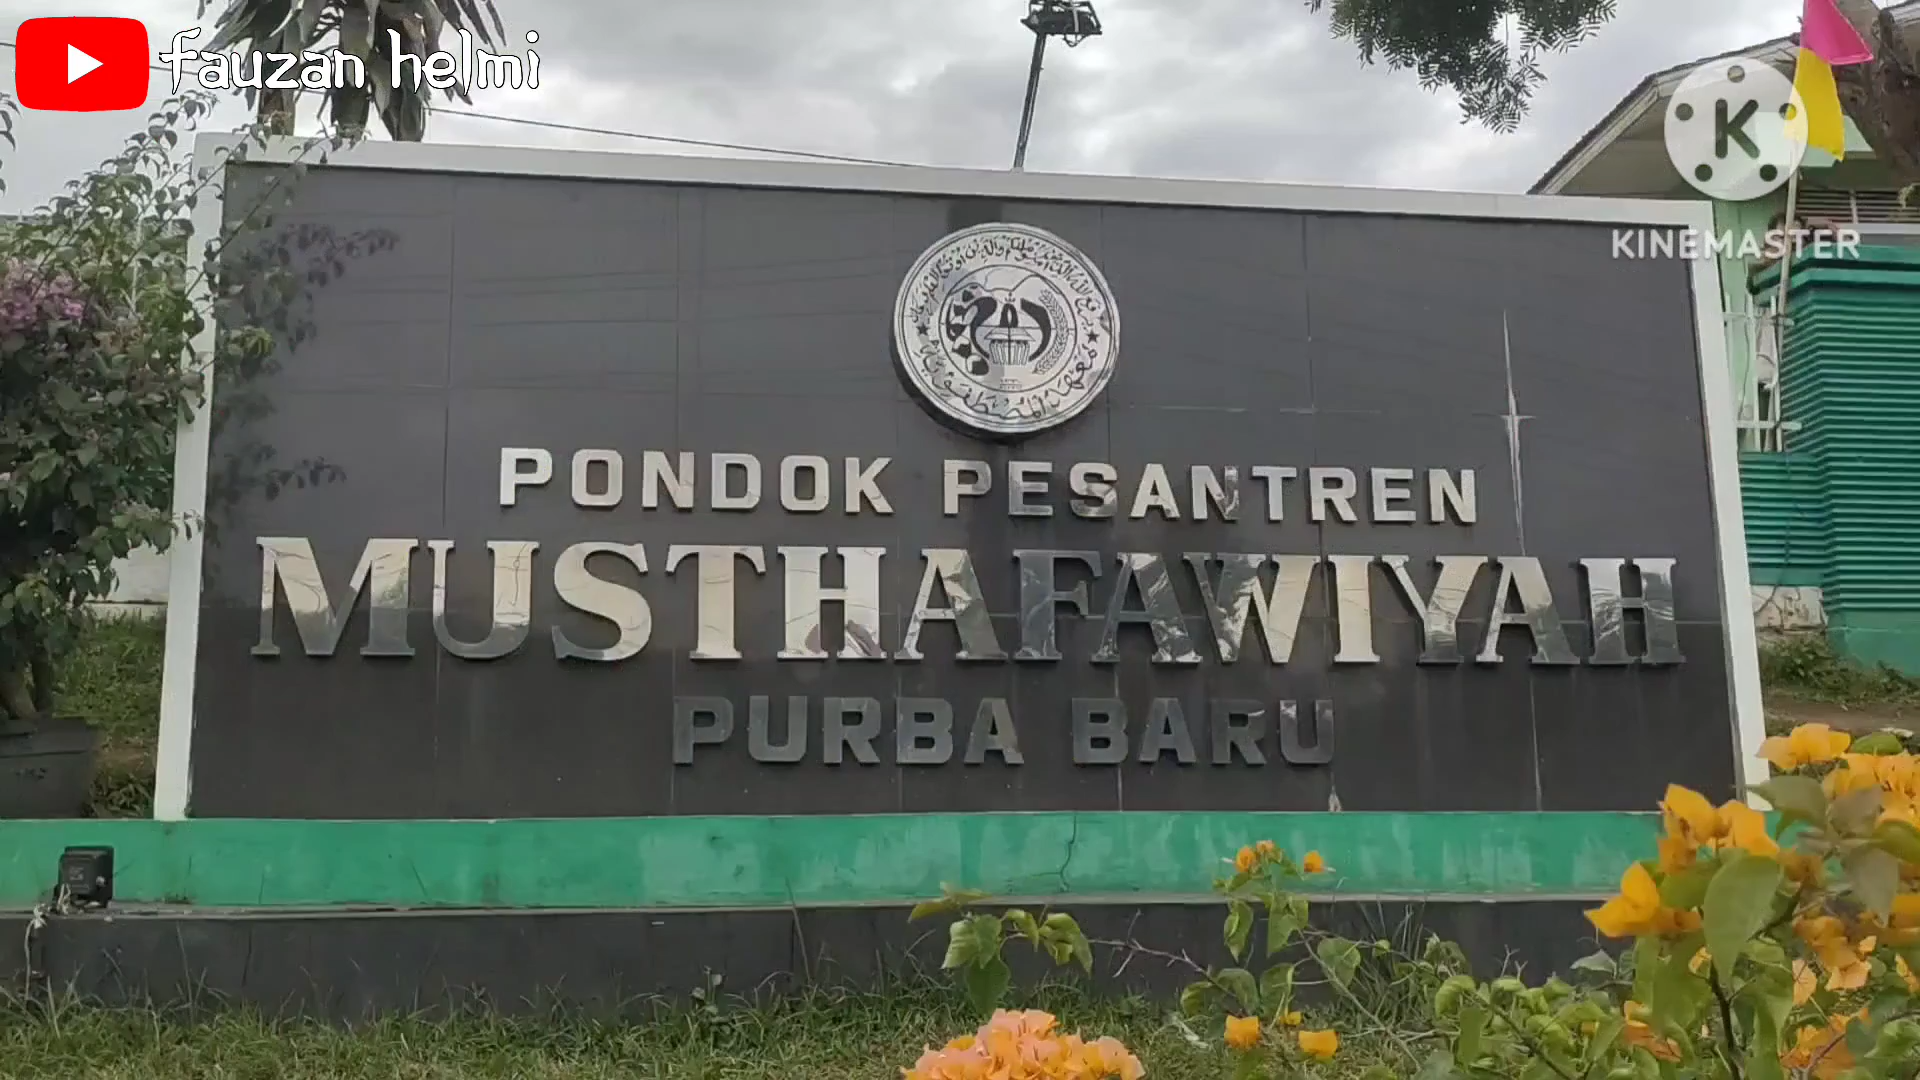 fauzan helmi
K
KINEMASTER
PONDOK PESANTREN
MUSTHAFAWIYAH
PURBA BARU